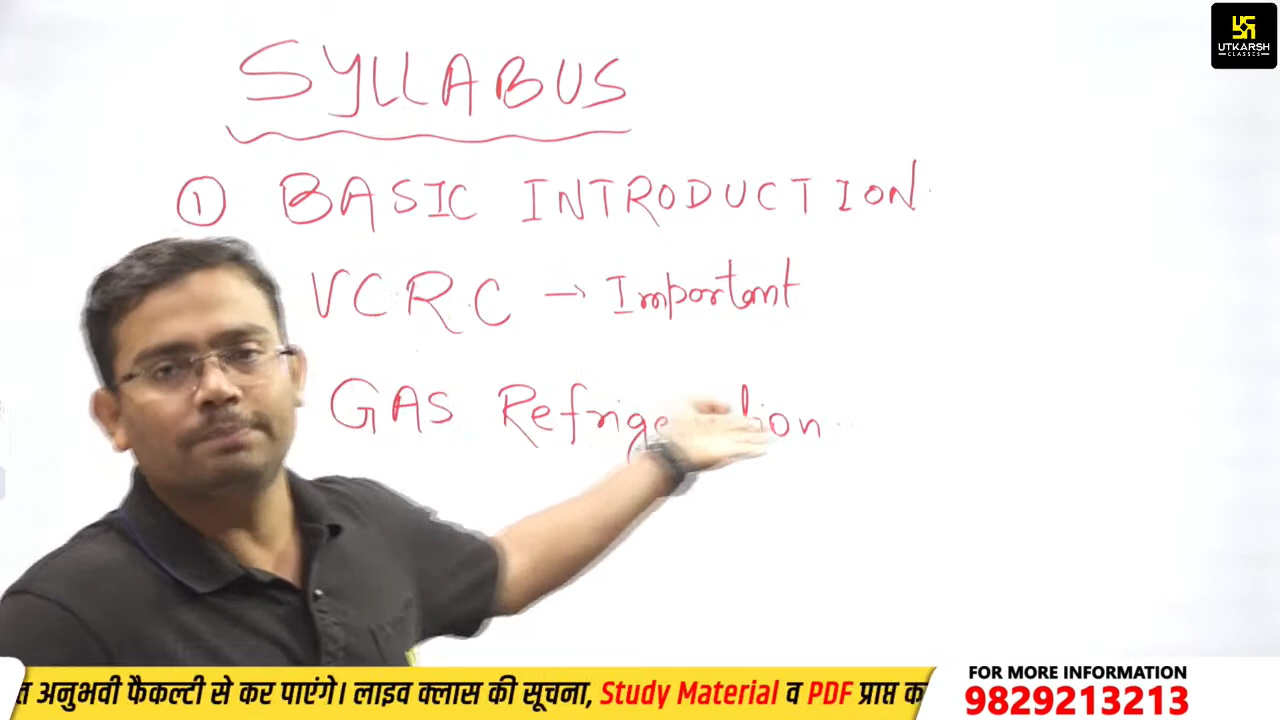 SYLLABUS
① BASIC INTRODUCTION
VCRC → Important
GAS
UTKARSH
CLASSES
अनुभवी फैकल्टी से कर पाएंगे। लाइव क्लास की सूचना, Study Material व PDF प्राप्त
FOR MORE INFORMATION
9829213213